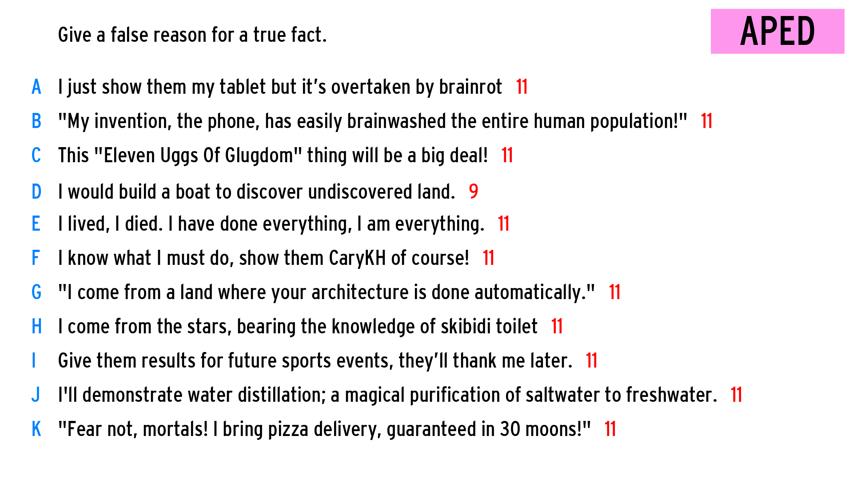 Give a false reason for a true fact.
APED
A I just show them my tablet but it's overtaken by brainrot 11
B "My invention, the phone, has easily brainwashed the entire human population!" 11
C This "Eleven Uggs Of Glugdom" thing will be a big deal! 11
D I would build a boat to discover undiscovered land. 9
E I lived, I died. I have done everything, I am everything. 11
F I know what I must do, show them CaryKH of course! 11
G "I come from a land where your architecture is done automatically." 11
H I come from the stars, bearing the knowledge of skibidi toilet 11
I Give them results for future sports events, they'll thank me later. 11
J I'll demonstrate water distillation; a magical purification of saltwater to freshwater. 11
K "Fear not, mortals! I bring pizza delivery, guaranteed in 30 moons!" 11